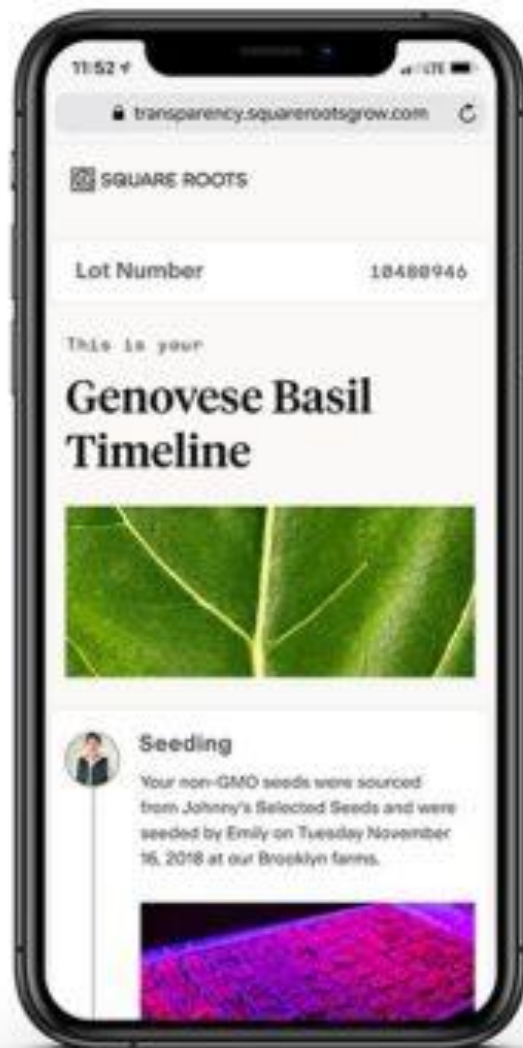 11:52
LTE
transparency.squarerootsgrow.com
SQUARE ROOTS
Lot Number 10480946
This is your
Genovese Basil
Timeline
Seeding
Your non-GMO seeds were sourced
from Johnny's Selected Seeds and were
seeded by Emily on Tuesday November
16, 2018 at our Brooklyn farms.